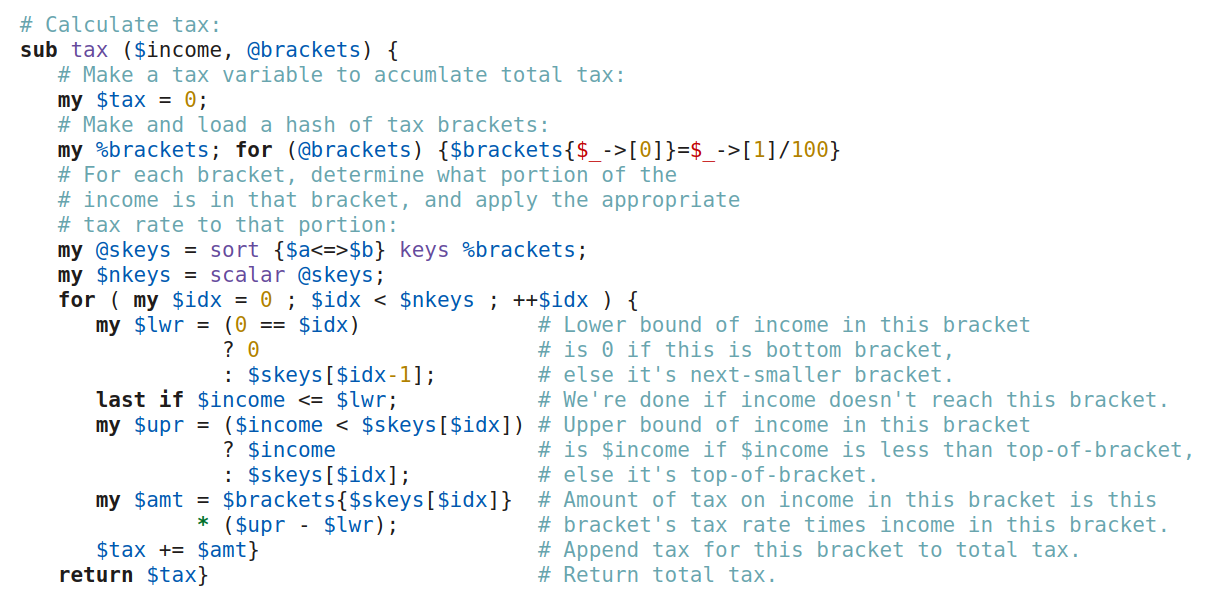 # Calculate tax:
sub tax ($income, @brackets) {
   # Make a tax variable to accumlate total tax:
   my $tax = 0;
   # Make and load a hash of tax brackets:
   my %brackets; for (@brackets) {$brackets{$_->[0]}=$_->[1]/100}
   # For each bracket, determine what portion of the
   # income is in that bracket, and apply the appropriate
   # tax rate to that portion:
   my @skeys = sort {$a<=>$b} keys %brackets;
   my $nkeys = scalar @skeys;
   for ( my $idx = 0 ; $idx < $nkeys ; ++$idx ) {
      my $lwr = (0 == $idx)              # Lower bound of income in this bracket
                ? 0                      # is 0 if this is bottom bracket,
                : $skeys[$idx-1];        # else it's next-smaller bracket.
      last if $income <= $lwr;           # We're done if income doesn't reach this bracket.
      my $upr = ($income < $skeys[$idx]) # Upper bound of income in this bracket
                ? $income                # is $income if $income is less than top-of-bracket,
                : $skeys[$idx];          # else it's top-of-bracket.
      my $amt = $brackets{$skeys[$idx]}  # Amount of tax on income in this bracket is this
              * ($upr - $lwr);           # bracket's tax rate times income in this bracket.
      $tax += $amt}                      # Append tax for this bracket to total tax.
   return $tax}                          # Return total tax.